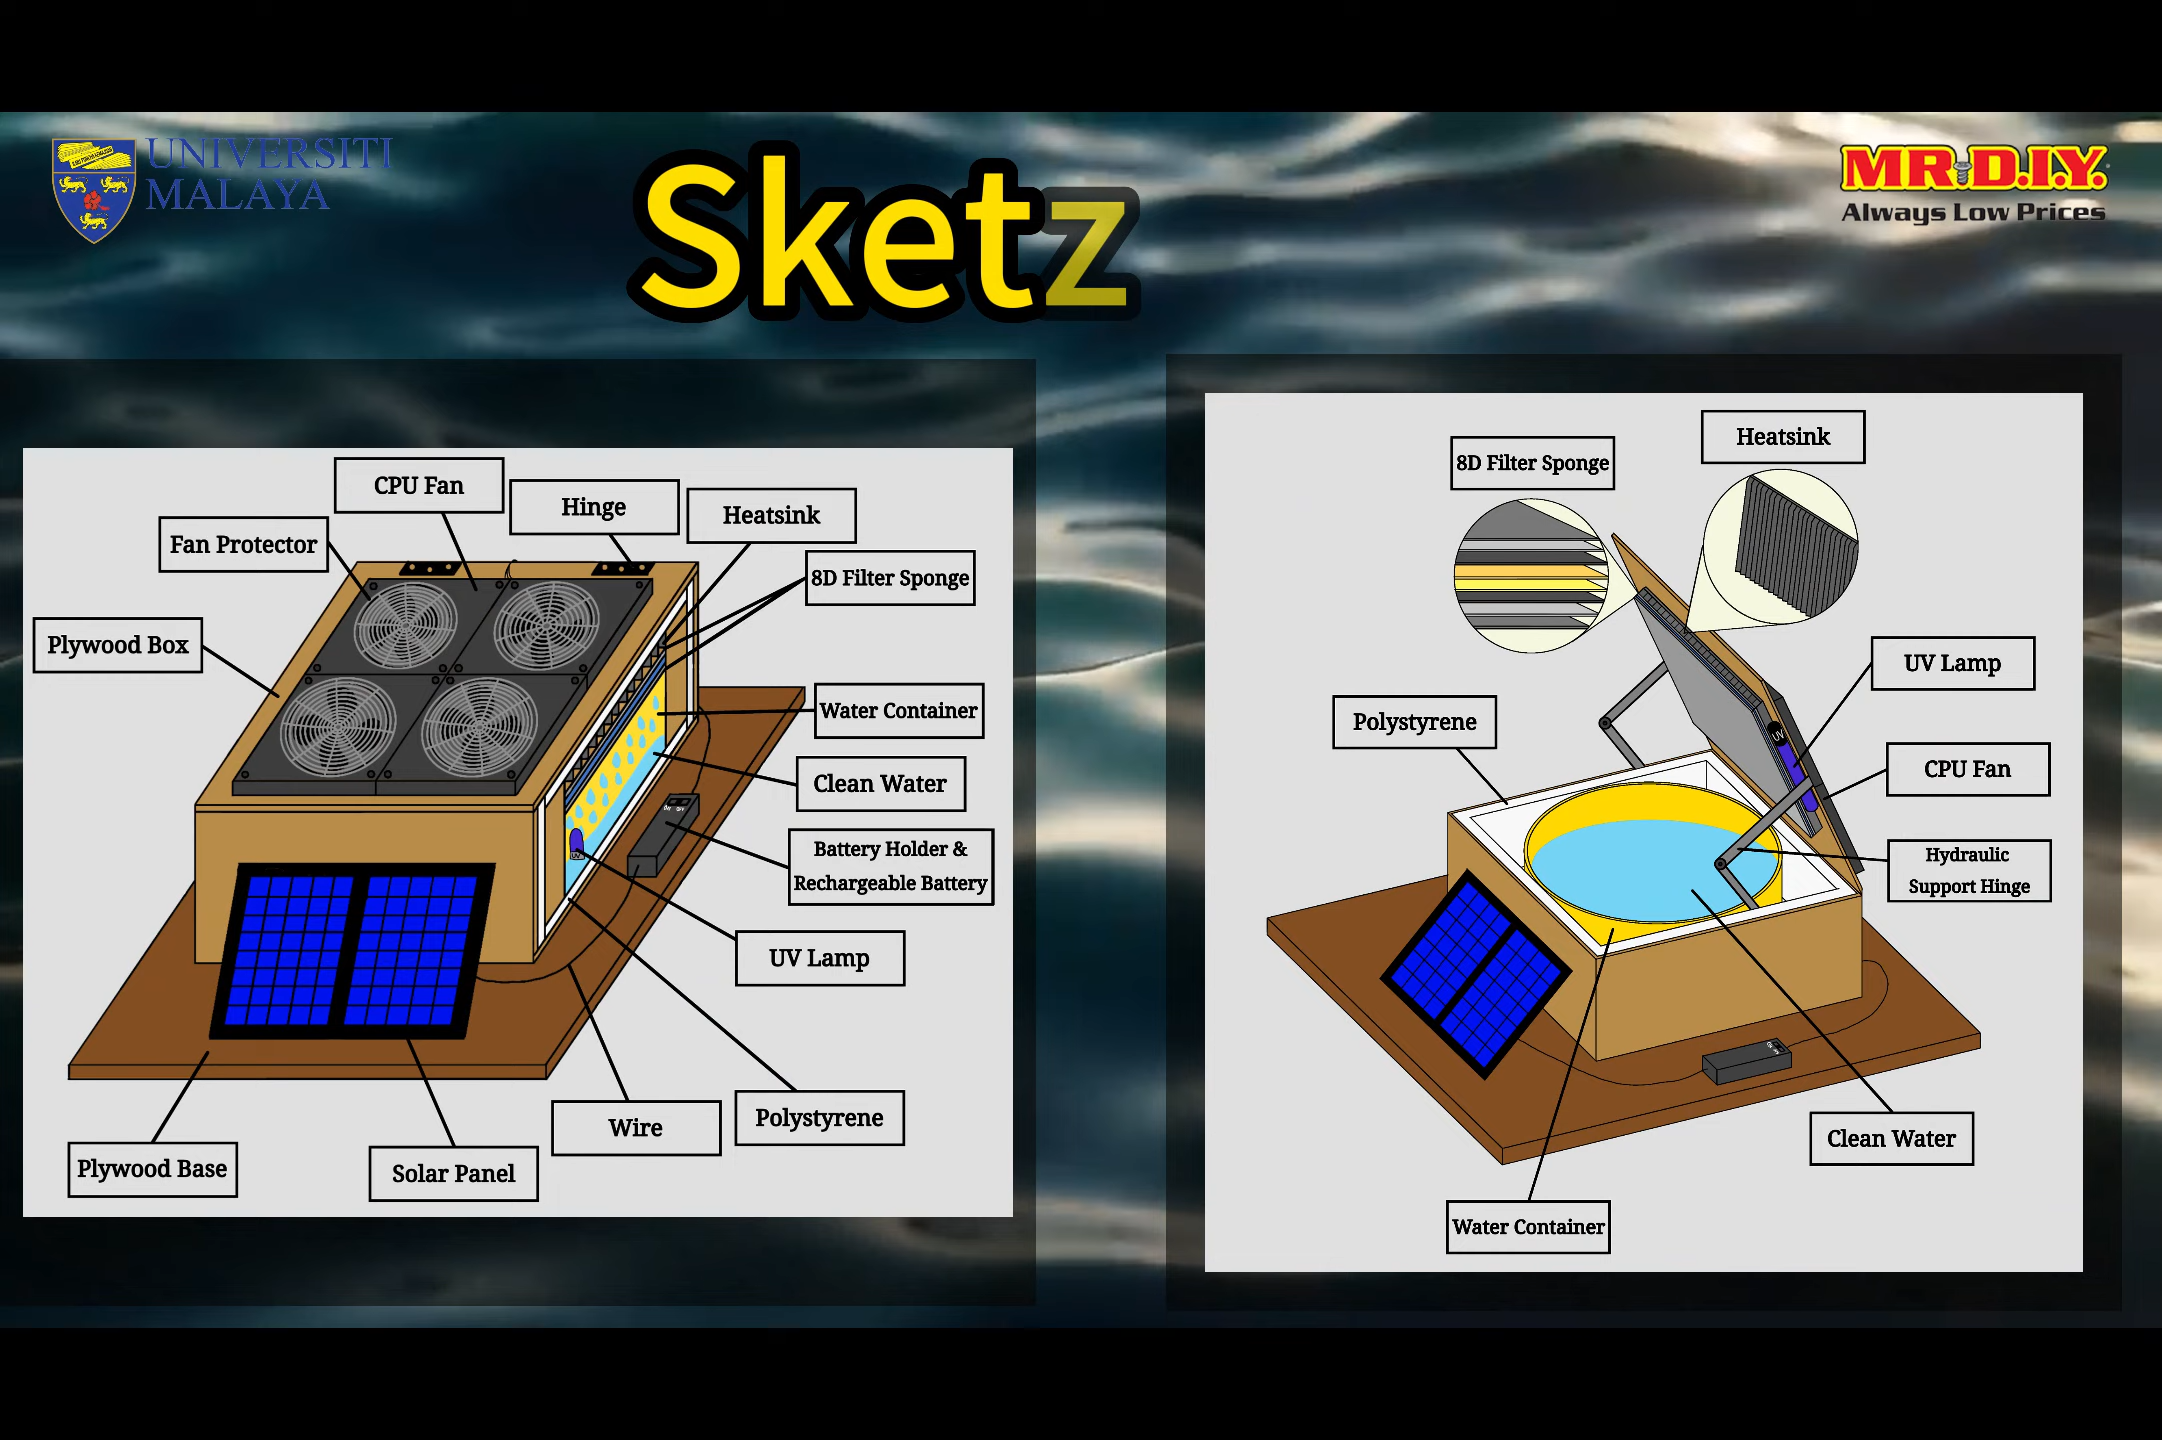 UNIVERSITI
MALAYA
Sketz
MR.D.I.Y.
Always Low Prices
CPU Fan
Hinge
Heatsink
Fan Protector
8D Filter Sponge
Plywood Box
Water Container
Clean Water
Battery Holder &
Rechargeable Battery
UV Lamp
Polystyrene
Wire
Plywood Base
Solar Panel
UV
Heatsink
8D Filter Sponge
UV Lamp
Polystyrene
UV
CPU Fan
Hydraulic
Support Hinge
Clean Water
Water Container